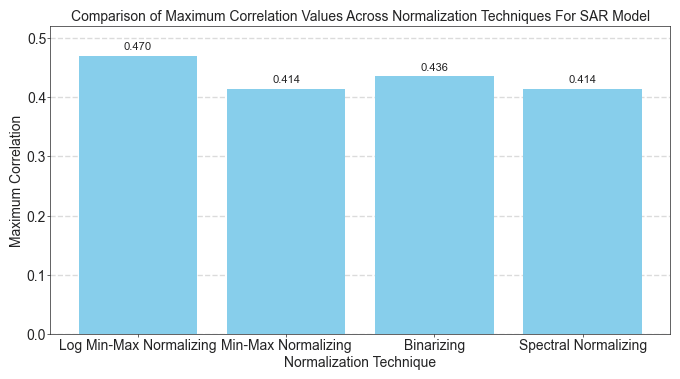 Comparison of Maximum Correlation Values Across Normalization Techniques For SAR Model
Maximum Correlation
0.5
0.4
0.3
0.2
0.1
0.0
0.470
0.414
0.436
0.414
Log Min-Max Normalizing
Min-Max Normalizing
Binarizing
Spectral Normalizing
Normalization Technique